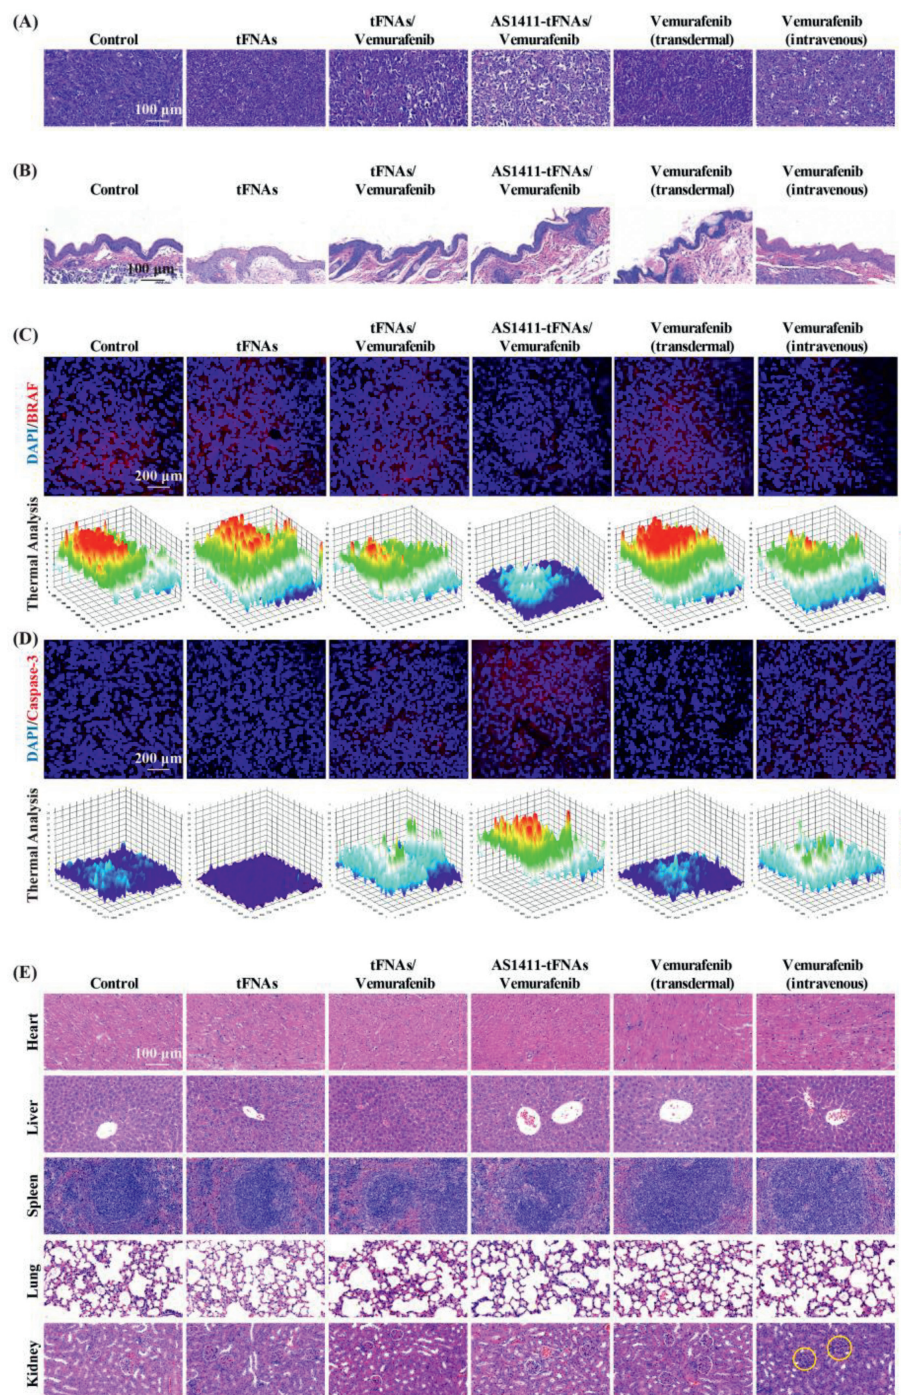 (A)
Control
tFNAs
tFNAs/
Vemurafenib
AS1411-tFNAs/
Vemurafenib
Vemurafenib
(transdermal)
Vemurafenib
(intravenous)
100 μm
(B)
Control
tFNAs
tFNAs/
Vemurafenib
AS1411-tFNAs/
Vemurafenib
Vemurafenib
(transdermal)
Vemurafenib
(intravenous)
100 μm
(C)
Control
tFNAs
tFNAs/
Vemurafenib
AS1411-tFNAs/
Vemurafenib
Vemurafenib
(transdermal)
Vemurafenib
(intravenous)
DAPI/BRAF
200 μm
Thermal Analysis
(D)
DAPI/Caspase-3
200 μm
Thermal Analysis
(E)
Control
tFNAs
tFNAs/
Vemurafenib
AS1411-tFNAs
Vemurafenib
Vemurafenib
(transdermal)
Vemurafenib
(intravenous)
Heart
100 μm
Liver
Spleen
Lung
Kidney